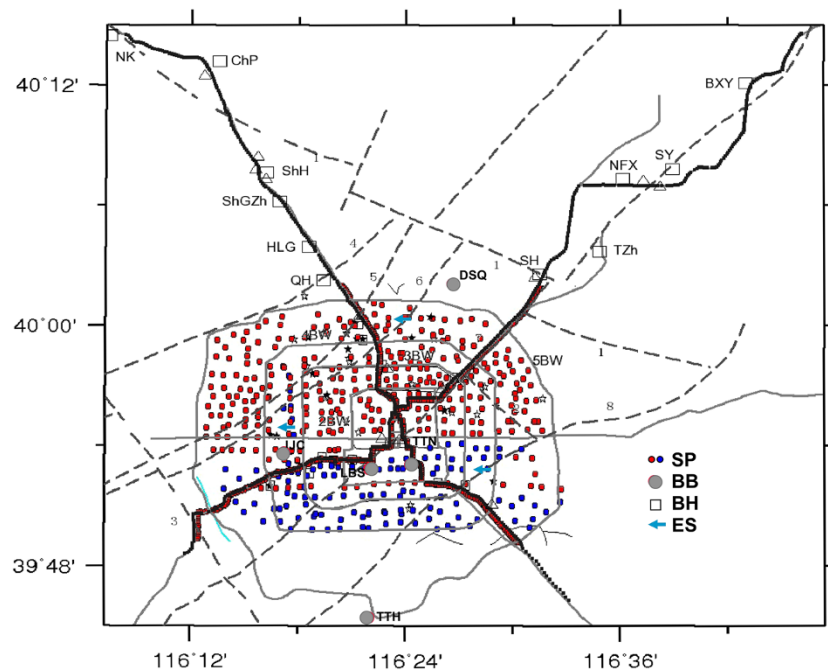 NK
ChP
40°12'
BXY
1
ShH
NFX
SY
ShGZh
4
HLG
1
SH
TZh
QH
5
6
DSQ
40°00'
4BW
3BW
5BW
1
8
2BW
IJC
TTN
LBS
SP
BB
BH
ES
3
39°48'
TTH
116°12'
116°24'
116°36'